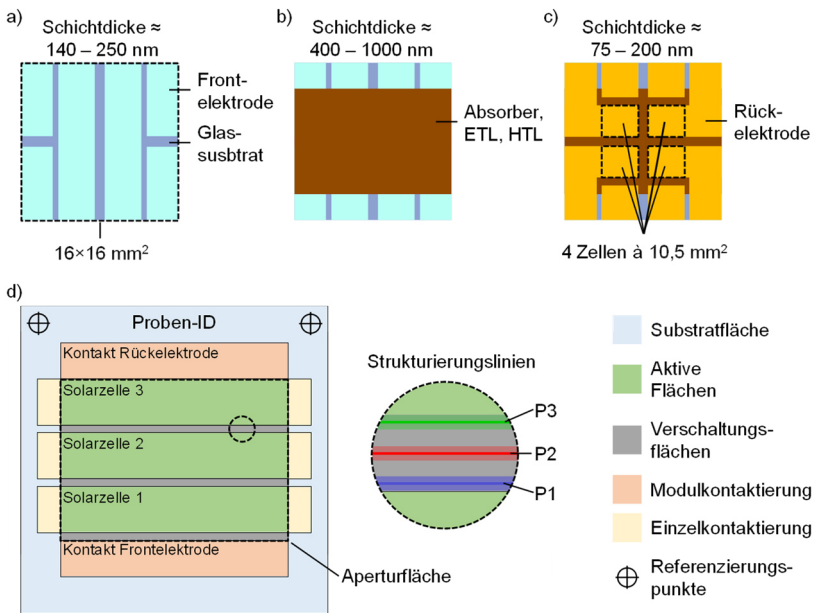 a)
Schichtdicke ≈
140 – 250 nm
Front-
elektrode
Glas-
susbtrat
16×16 mm²
b)
Schichtdicke ≈
400 – 1000 nm
Absorber,
ETL, HTL
c)
Schichtdicke ≈
75 – 200 nm
Rück-
elektrode
4 Zellen à 10,5 mm²
d)
Proben-ID
Kontakt Rückelektrode
Solarzelle 3
Solarzelle 2
Solarzelle 1
Kontakt Frontelektrode
Aperturfläche
Strukturierungslinien
P3
P2
P1
Substratfläche
Aktive
Flächen
Verschaltungs-
flächen
Modulkontaktierung
Einzelkontaktierung
Referenzierungs-
punkte